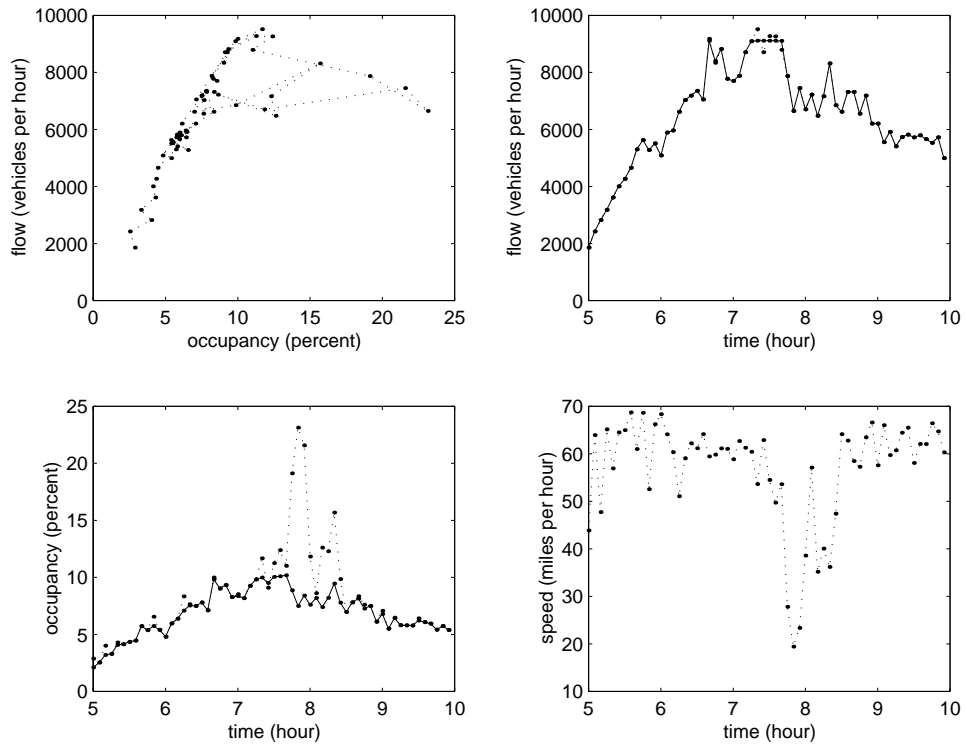 10000
8000
6000
4000
2000
0
flow (vehicles per hour)
0 5 10 15 20 25
occupancy (percent)
10000
8000
6000
4000
2000
0
flow (vehicles per hour)
5 6 7 8 9 10
time (hour)
25
20
15
10
5
0
occupancy (percent)
5 6 7 8 9 10
time (hour)
70
60
50
40
30
20
10
speed (miles per hour)
5 6 7 8 9 10
time (hour)